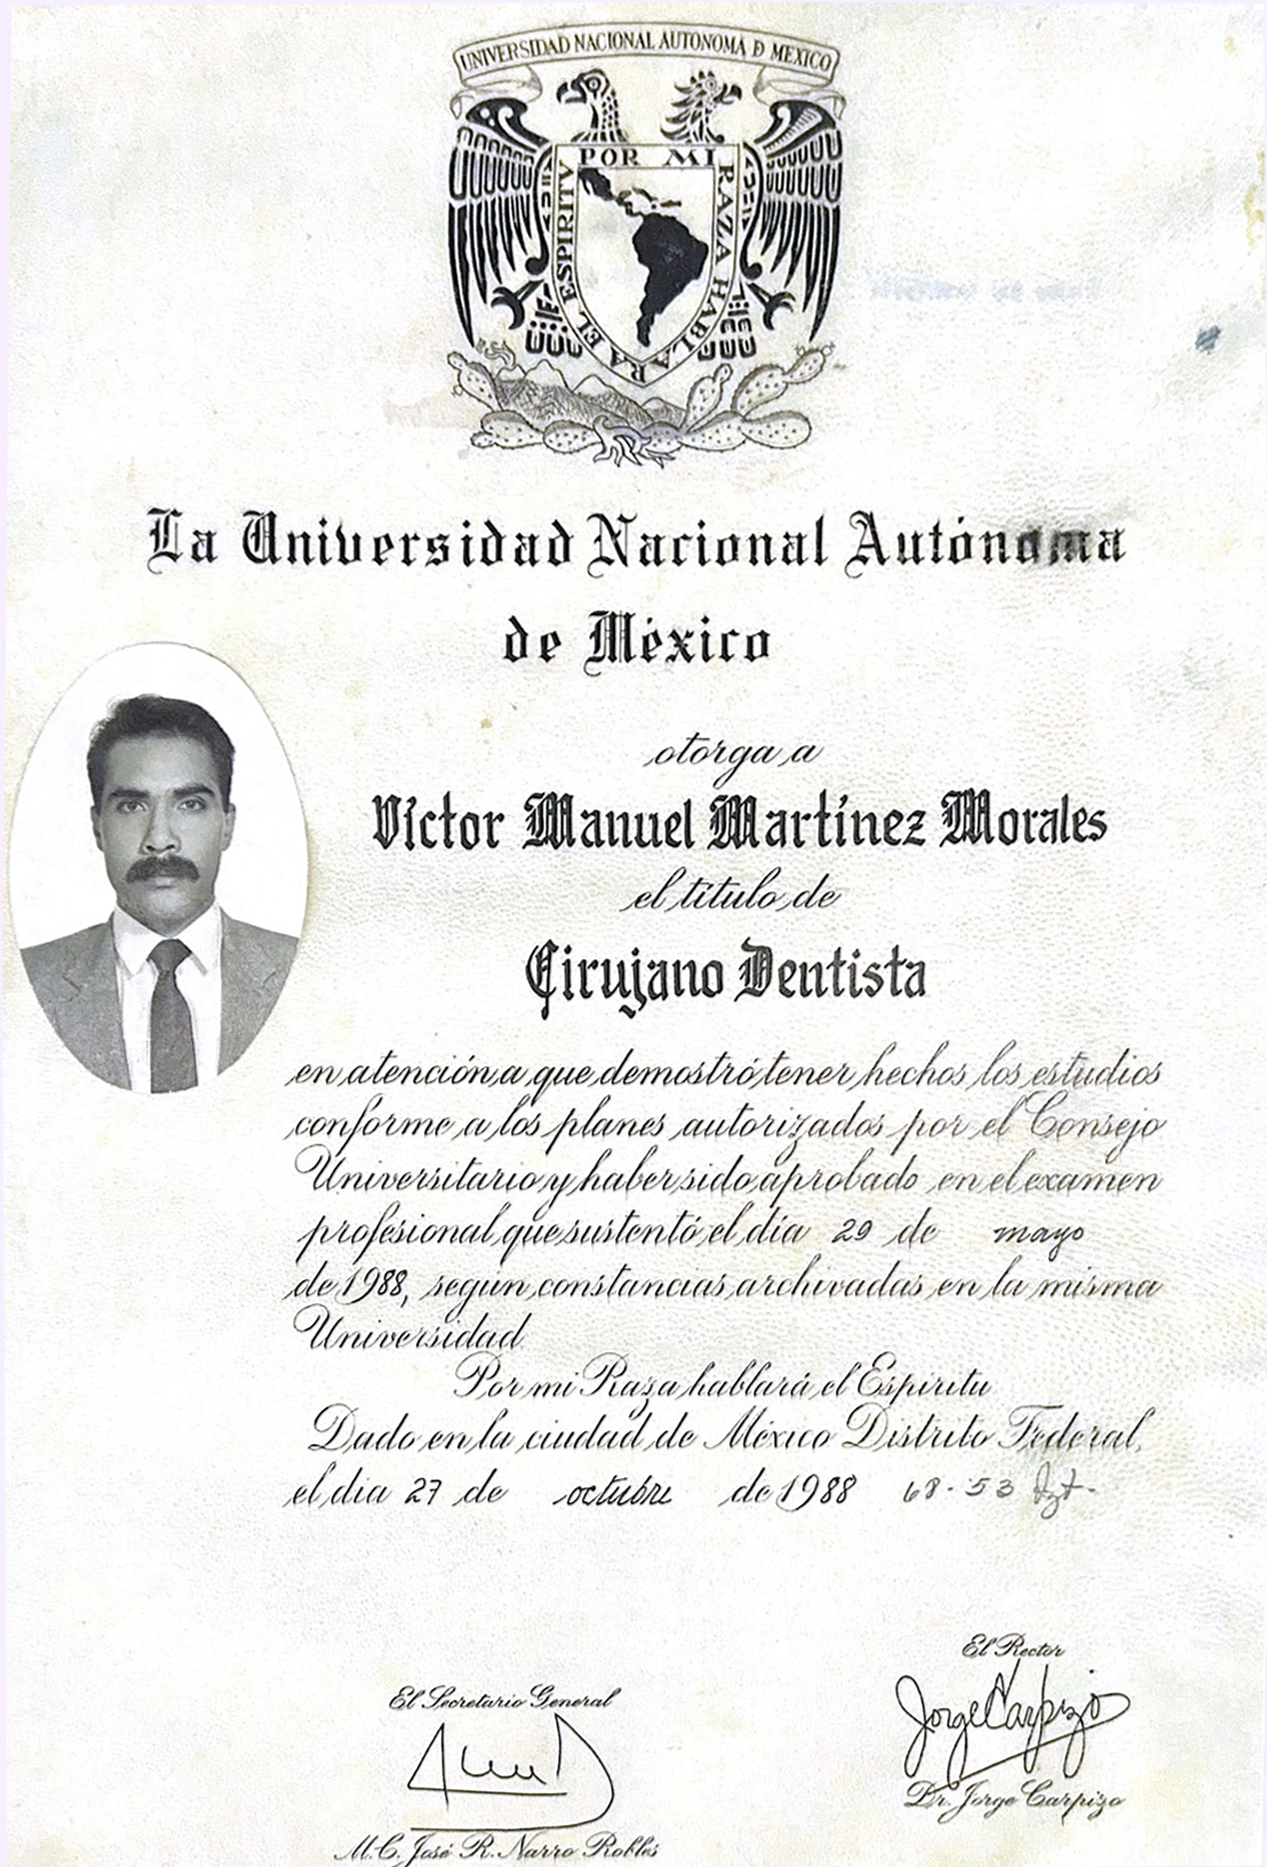 UNIVERSIDAD NACIONAL AUTONOMA D MEXICO
POR MI RAZA HABLARA EL ESPIRITV
La Universidad Nacional Autónoma
de México
otorga a
Víctor Manuel Martínez Morales
el título de
Cirujano Dentista
en atención a que demostró tener hechos los estudios
conforme a los planes autorizados por el Consejo
Universitario y haber sido aprobado en el examen
profesional que sustentó el día 29 de mayo
de 1988, según constancias archivadas en la misma
Universidad
Por mi Raza hablará el Espíritu
Dado en la ciudad de México Distrito Federal,
el día 27 de octubre de 1988 68-53
El Rector
Jorge Carpizo
Dr. Jorge Carpizo
El Secretario General
M.C. José R. Narro Robles